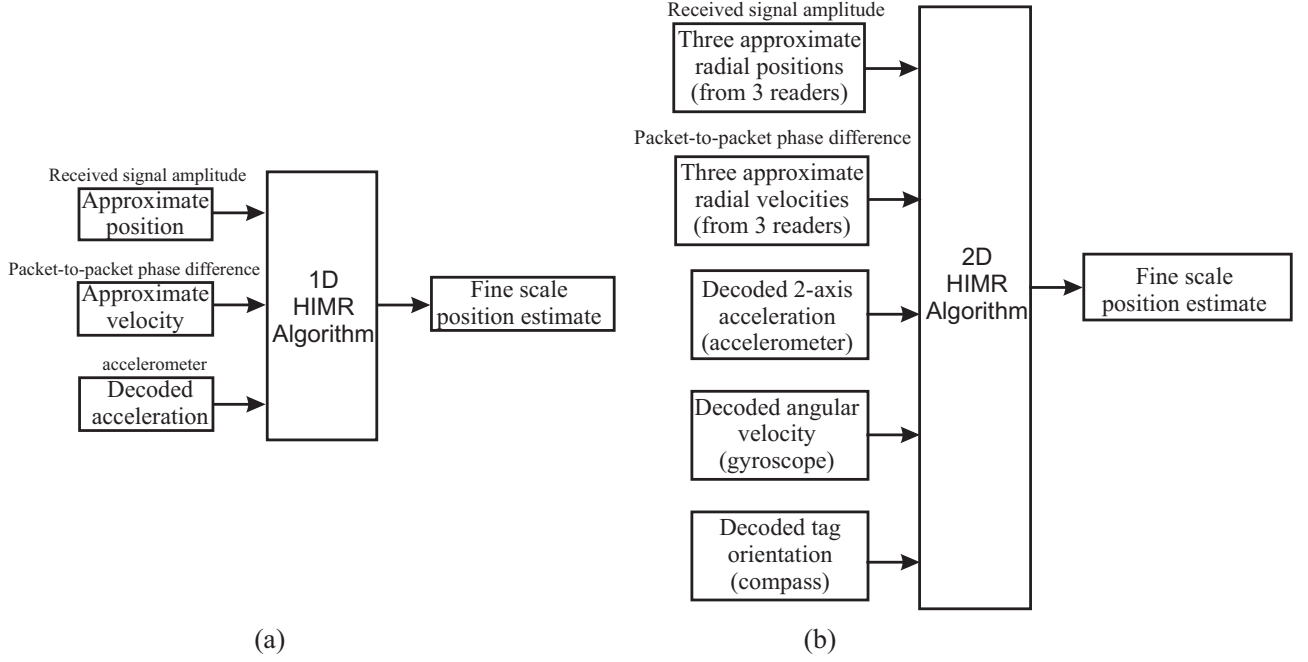 Received signal amplitude
Approximate
position
Packet-to-packet phase difference
Approximate
velocity
accelerometer
Decoded
acceleration
1D
HIMR
Algorithm
Fine scale
position estimate
(a)
Received signal amplitude
Three approximate
radial positions
(from 3 readers)
Packet-to-packet phase difference
Three approximate
radial velocities
(from 3 readers)
Decoded 2-axis
acceleration
(accelerometer)
Decoded angular
velocity
(gyroscope)
Decoded tag
orientation
(compass)
2D
HIMR
Algorithm
Fine scale
position estimate
(b)